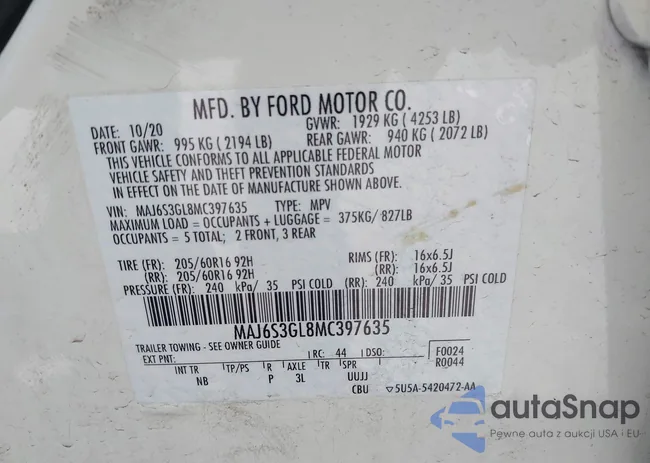 MFD. BY FORD MOTOR CO.
DATE: 10/20 GVWR: 1929 KG ( 4253 LB)
FRONT GAWR: 995 KG ( 2194 LB) REAR GAWR: 940 KG ( 2072 LB)
THIS VEHICLE CONFORMS TO ALL APPLICABLE FEDERAL MOTOR
VEHICLE SAFETY AND THEFT PREVENTION STANDARDS
IN EFFECT ON THE DATE OF MANUFACTURE SHOWN ABOVE.
VIN: MAJ6S3GL8MC397635 TYPE: MPV
MAXIMUM LOAD = OCCUPANTS + LUGGAGE = 375KG/ 827LB
OCCUPANTS = 5 TOTAL; 2 FRONT, 3 REAR
TIRE (FR): 205/60R16 92H RIMS (FR): 16x6.5J
(RR): 205/60R16 92H (RR): 16x6.5J
PRESSURE (FR): 240 kPa/ 35 PSI COLD (RR): 240 kPa/ 35 PSI COLD
MAJ6S3GL8MC397635
TRAILER TOWING - SEE OWNER GUIDE
EXT PNT: RC: 44 DSO: F0024
R0044
INT TR TP/PS R AXLE TR SPR
NB P 3L UUJJ
CBU ▽5U5A-5420472-AA
autaSnap
Pewne auta z aukcji USA i EU